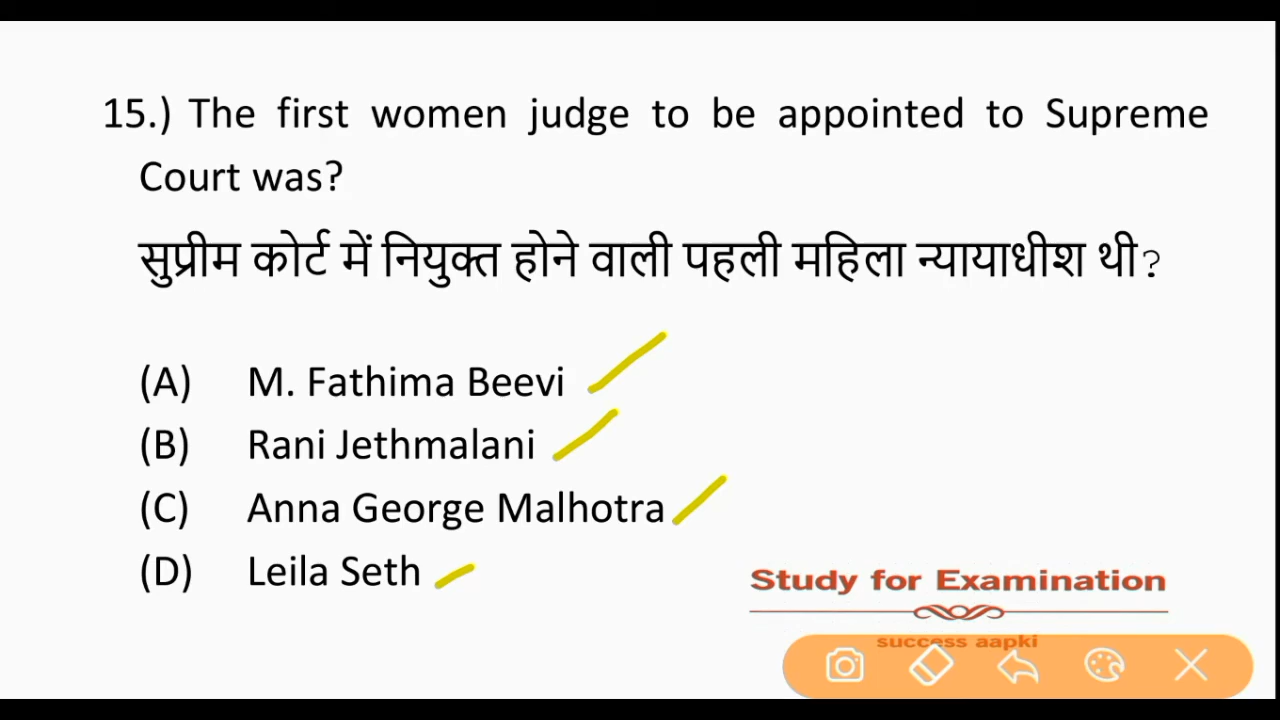 15.) The first women judge to be appointed to Supreme
Court was?
सुप्रीम कोर्ट में नियुक्त होने वाली पहली महिला न्यायाधीश थी?
(A) M. Fathima Beevi
(B) Rani Jethmalani
(C) Anna George Malhotra
(D) Leila Seth
Study for Examination
success aapki